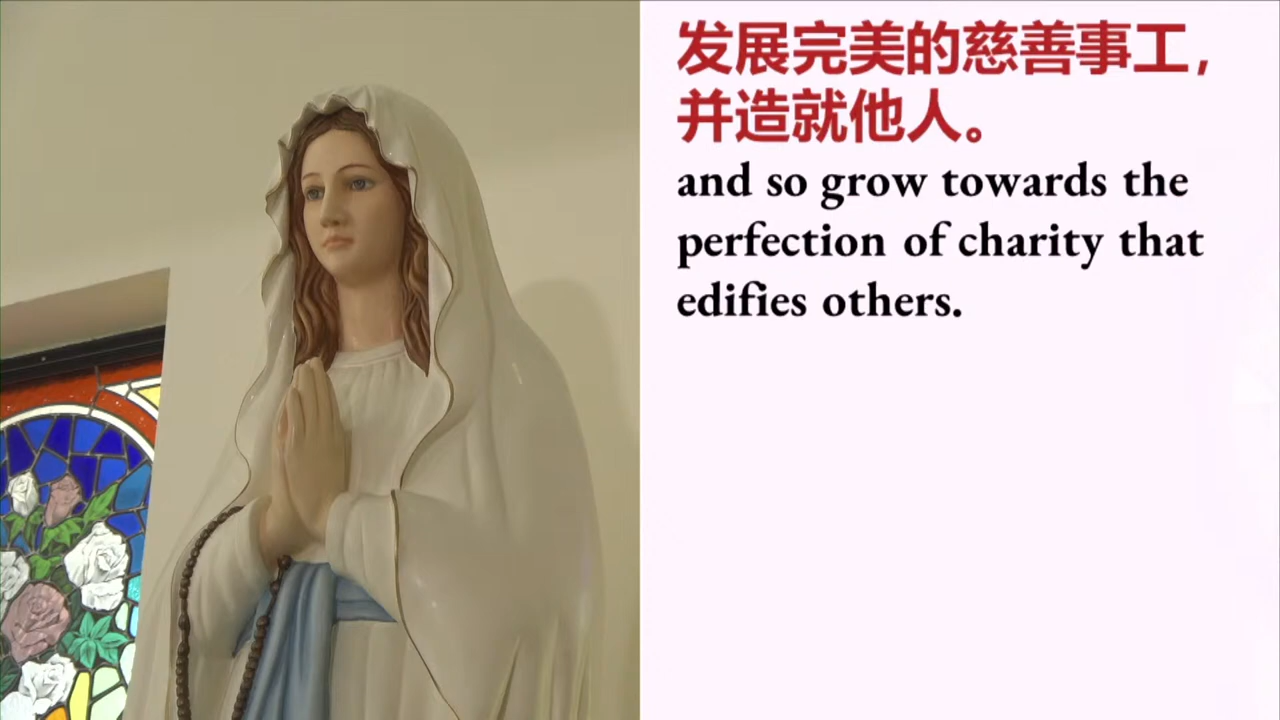 发展完美的慈善事工，
并造就他人。
and so grow towards the
perfection of charity that
edifies others.